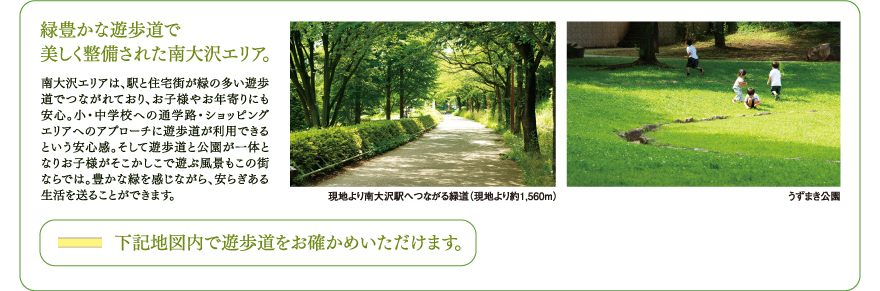 緑豊かな遊歩道で
美しく整備された南大沢エリア。
南大沢エリアは、駅と住宅街が緑の多い遊歩
道でつながれており、お子様やお年寄りにも
安心。小・中学校への通学路・ショッピング
エリアへのアプローチに遊歩道が利用できる
という安心感。そして遊歩道と公園が一体と
なりお子様がそこかしこで遊ぶ風景もこの街
ならでは。豊かな緑を感じながら、安らぎある
生活を送ることができます。
現地より南大沢駅へつながる緑道（現地より約1,560m）
うずまき公園
下記地図内で遊歩道をお確かめいただけます。